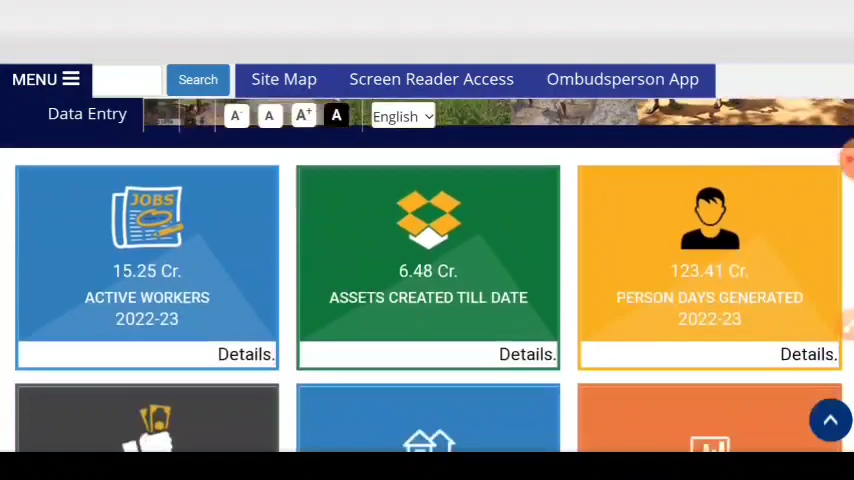 MENU Search Site Map Screen Reader Access Ombudsperson App
Data Entry A- A A+ A English
JOBS
15.25 Cr. 6.48 Cr. 123.41 Cr.
ACTIVE WORKERS ASSETS CREATED TILL DATE PERSON DAYS GENERATED
2022-23 2022-23
Details. Details. Details.